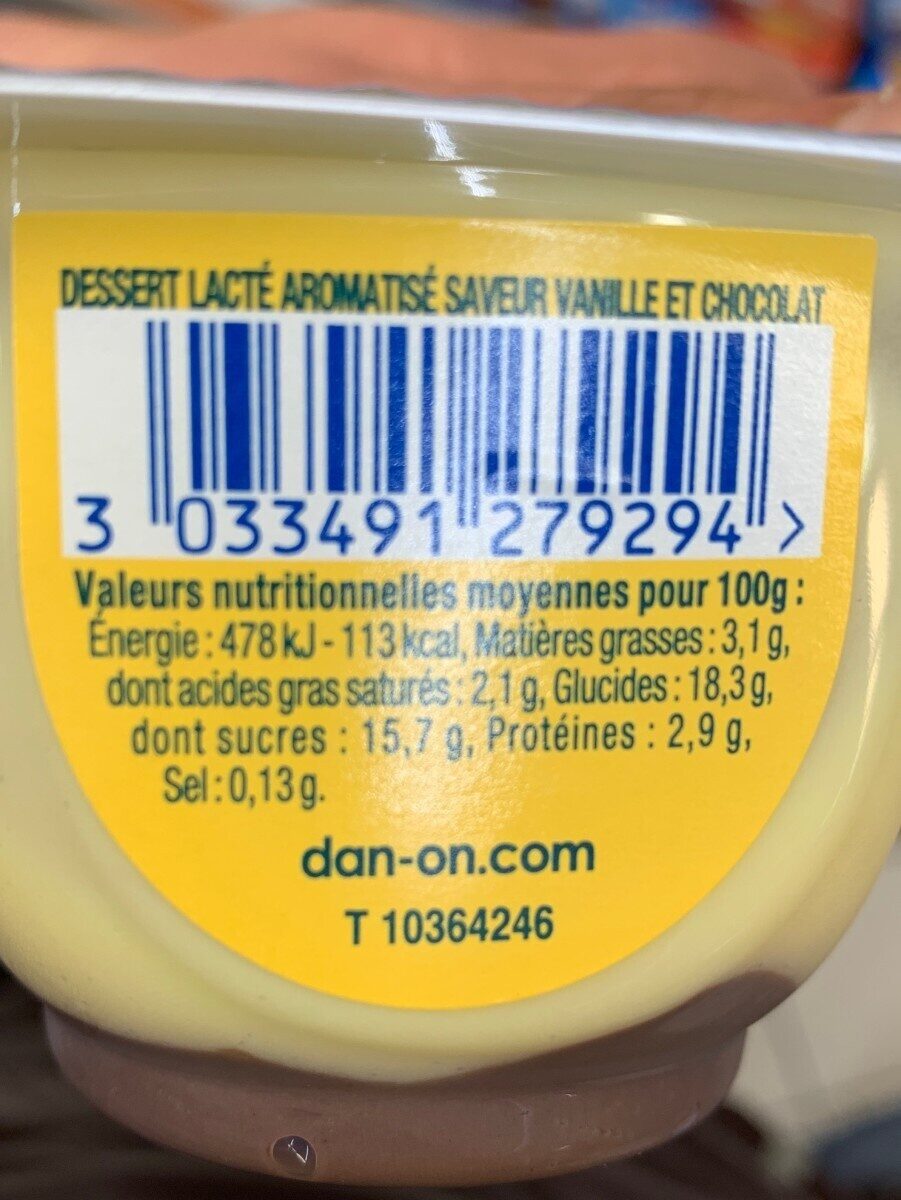 DESSERT LACTÉ AROMATISÉ SAVEUR VANILLE ET CHOCOLAT
3 033491 279294 >
Valeurs nutritionnelles moyennes pour 100g :
Énergie : 478 kJ - 113 kcal, Matières grasses : 3,1 g,
dont acides gras saturés : 2,1 g, Glucides : 18,3 g,
dont sucres : 15,7 g, Protéines : 2,9 g,
Sel : 0,13 g.
dan-on.com
T 10364246